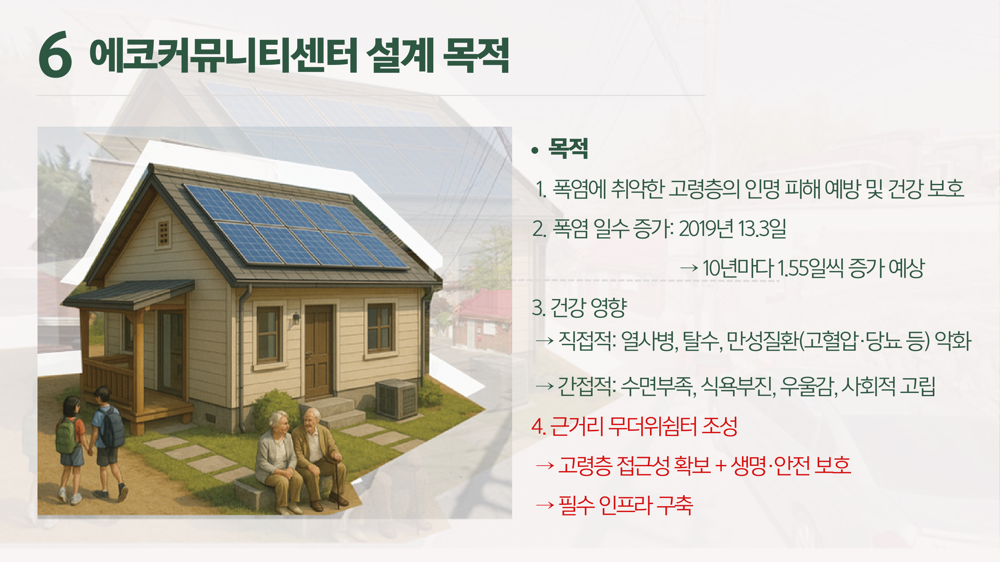 6 에코커뮤니티센터 설계 목적
• 목적
1. 폭염에 취약한 고령층의 인명 피해 예방 및 건강 보호
2. 폭염 일수 증가: 2019년 13.3일
→ 10년마다 1.55일씩 증가 예상
3. 건강 영향
→ 직접적: 열사병, 탈수, 만성질환(고혈압·당뇨 등) 악화
→ 간접적: 수면부족, 식욕부진, 우울감, 사회적 고립
4. 근거리 무더위쉼터 조성
→ 고령층 접근성 확보 + 생명·안전 보호
→ 필수 인프라 구축